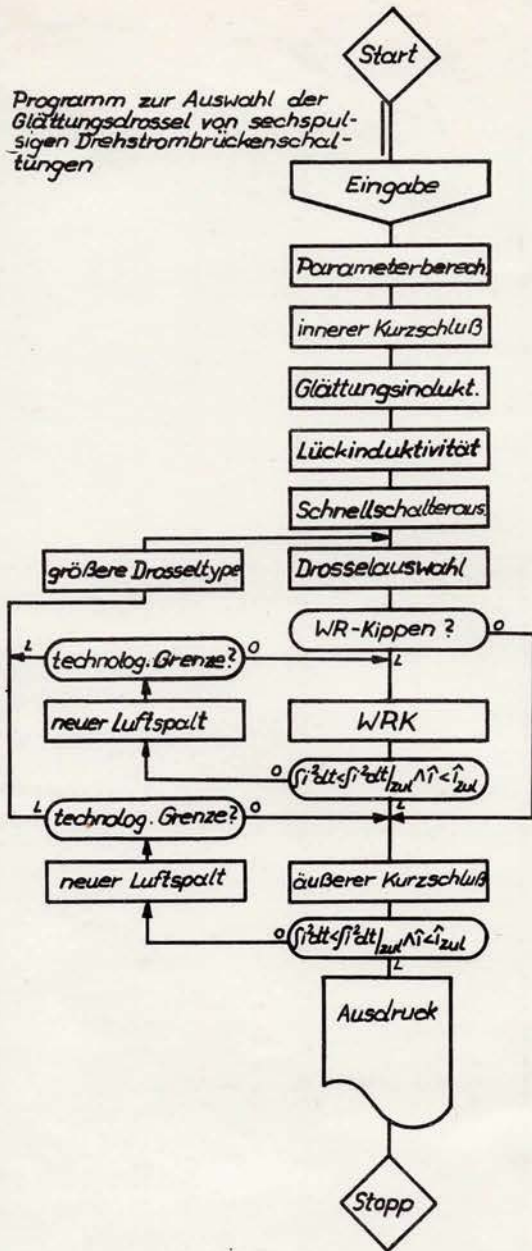 Start
Programm zur Auswahl der
Glättungsdrossel von sechspul-
sigen Drehstrombrückenschal-
tungen
Eingabe
Parameterberech.
innerer Kurzschluß
Glättungsindukt.
Lückinduktivität
Schnellschalteraus.
größere Drosseltype
Drosselauswahl
WR-Kippen ?
O
L
L
technolog. Grenze?
O
neuer Luftspalt
WRK
O
∫i²dt<∫i²dt/zul ∧ î<îzul
L
L
technolog. Grenze?
O
neuer Luftspalt
äußerer Kurzschluß
O
∫i²dt<∫i²dt/zul ∧ î<îzul
L
Ausdruck
Stopp